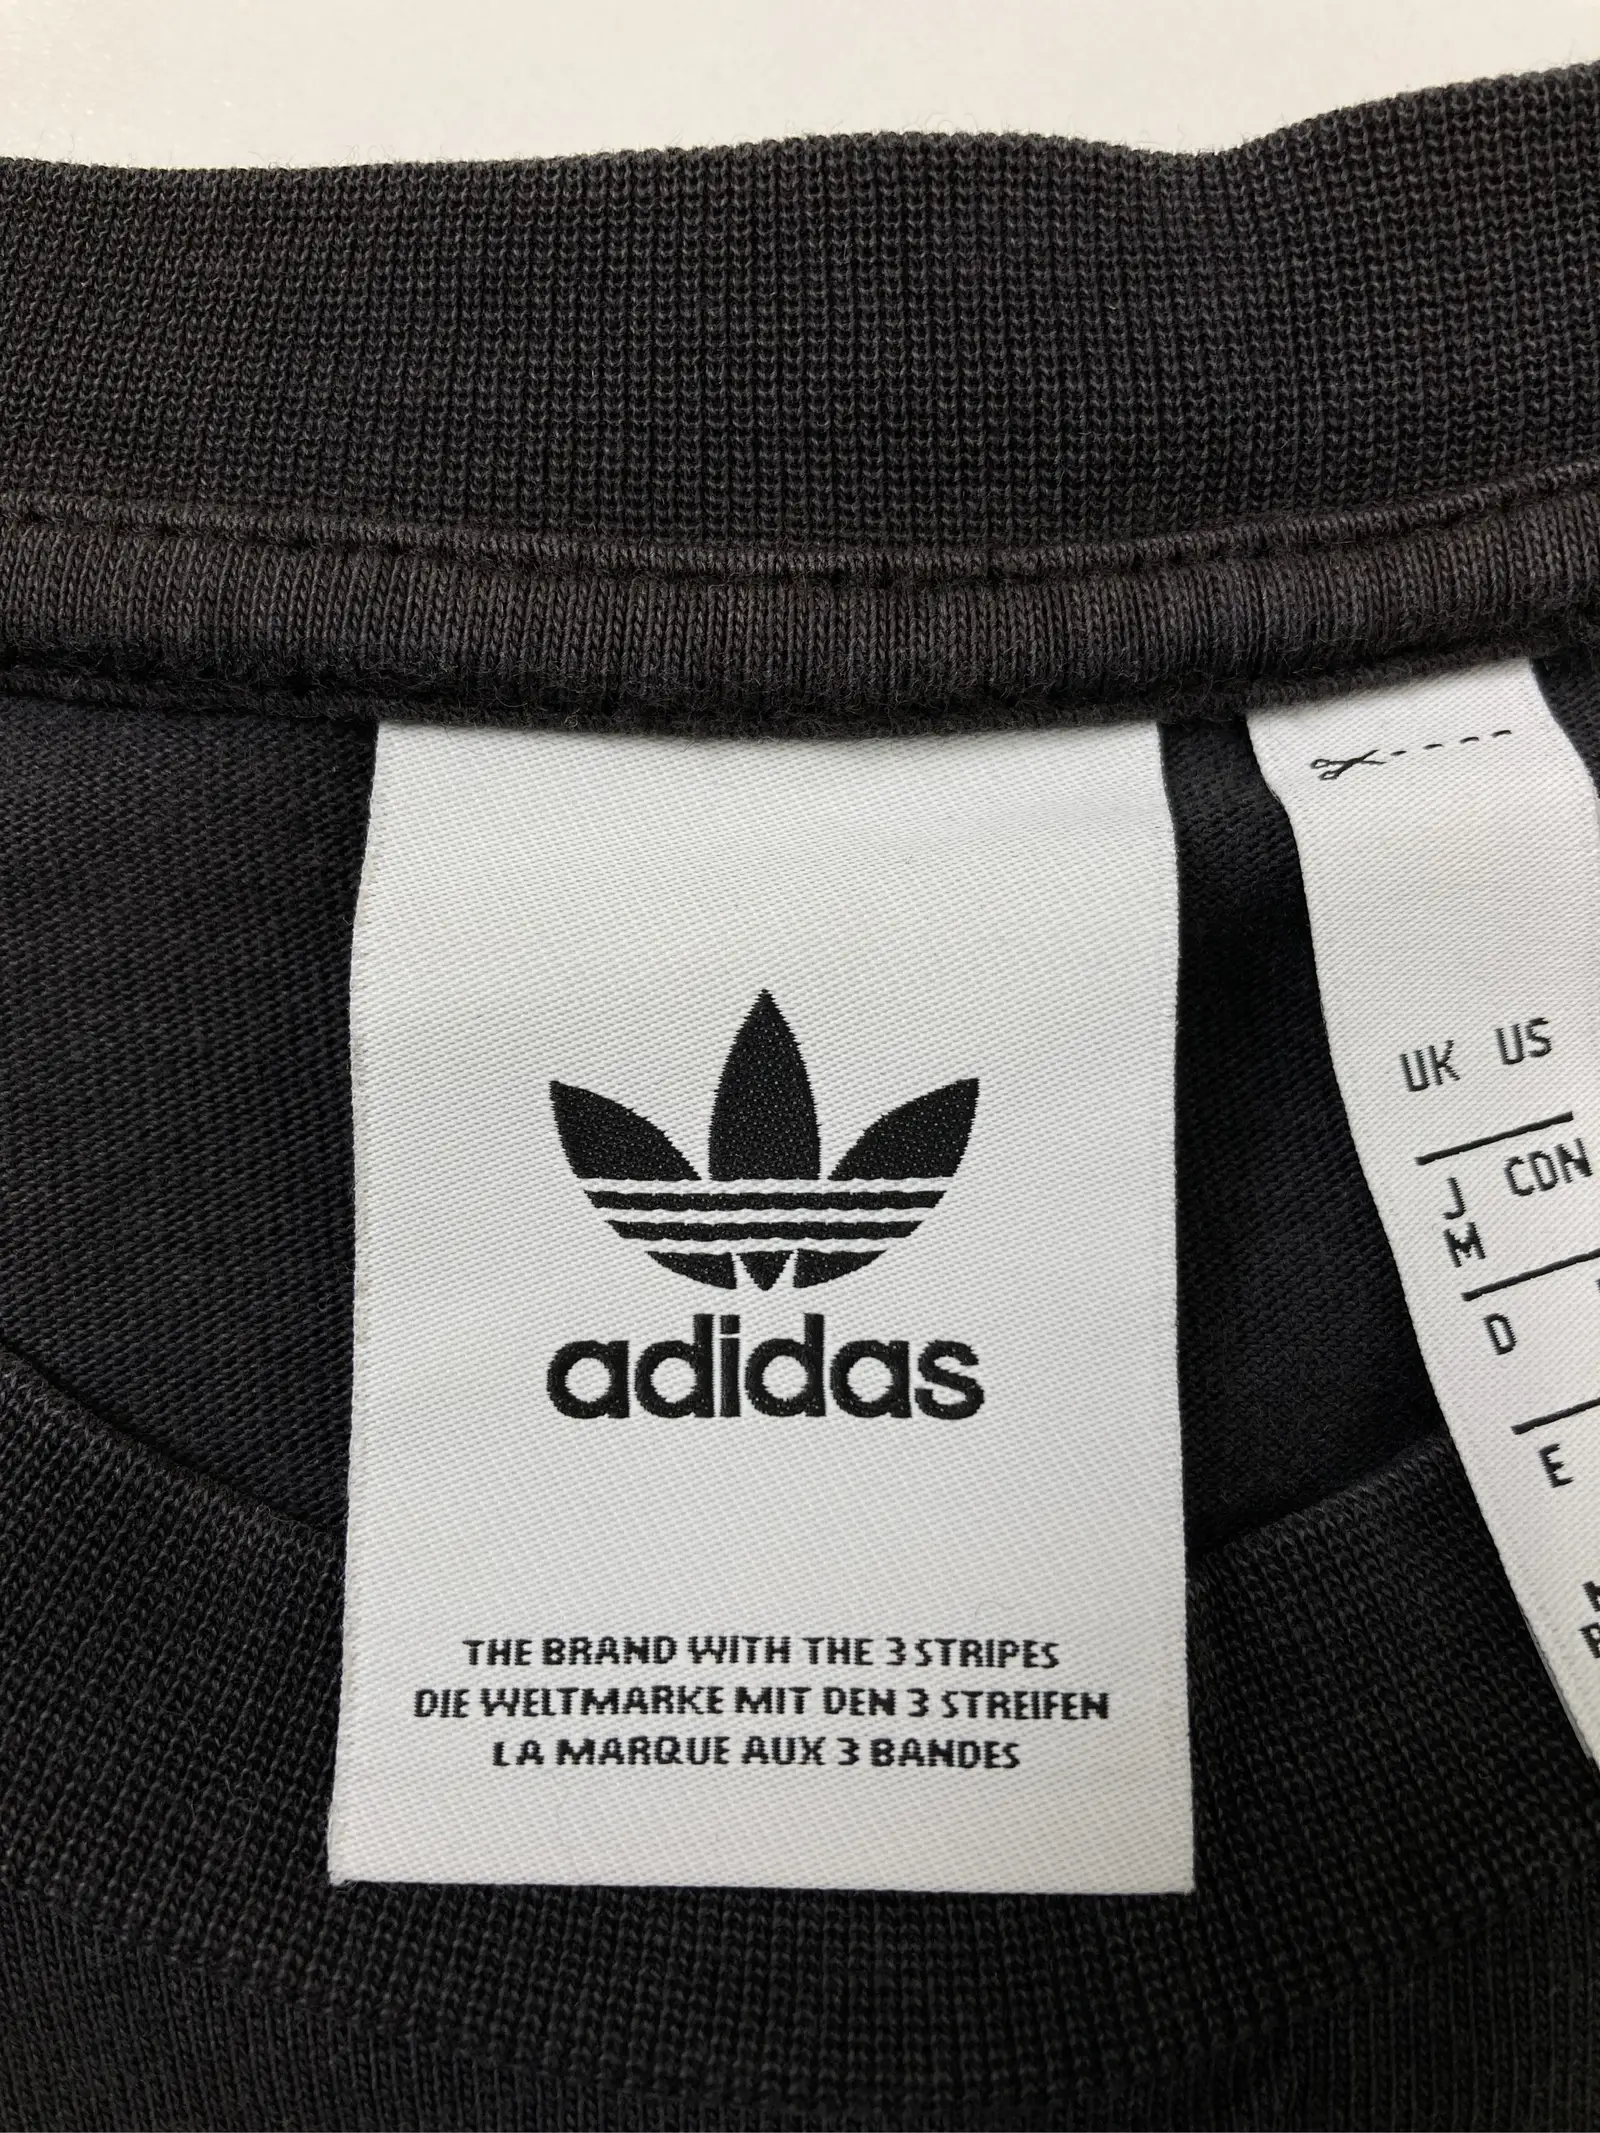 adidas
THE BRAND WITH THE 3 STRIPES
DIE WELTMARKE MIT DEN 3 STREIFEN
LA MARQUE AUX 3 BANDES
UK US
J CDN
M
D
E